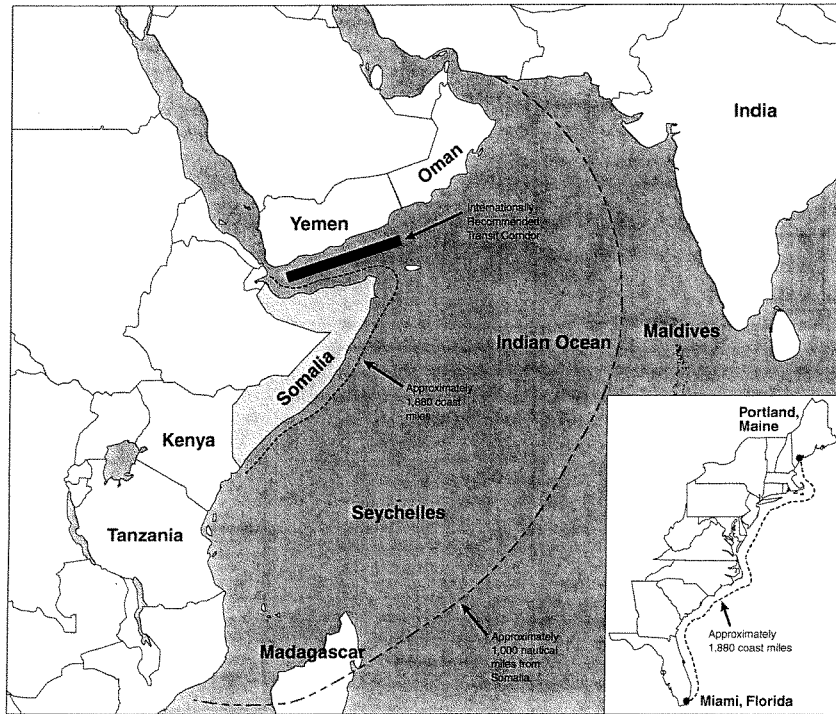 India
Oman
Yemen
Internationally
Recommended
Transit Corridor
Indian Ocean
Maldives
Somalia
Approximately
1,880 coast
miles
Kenya
Tanzania
Seychelles
Madagascar
Approximately
1,000 nautical
miles from
Somalia.
Portland,
Maine
Approximately
1,880 coast miles
Miami, Florida